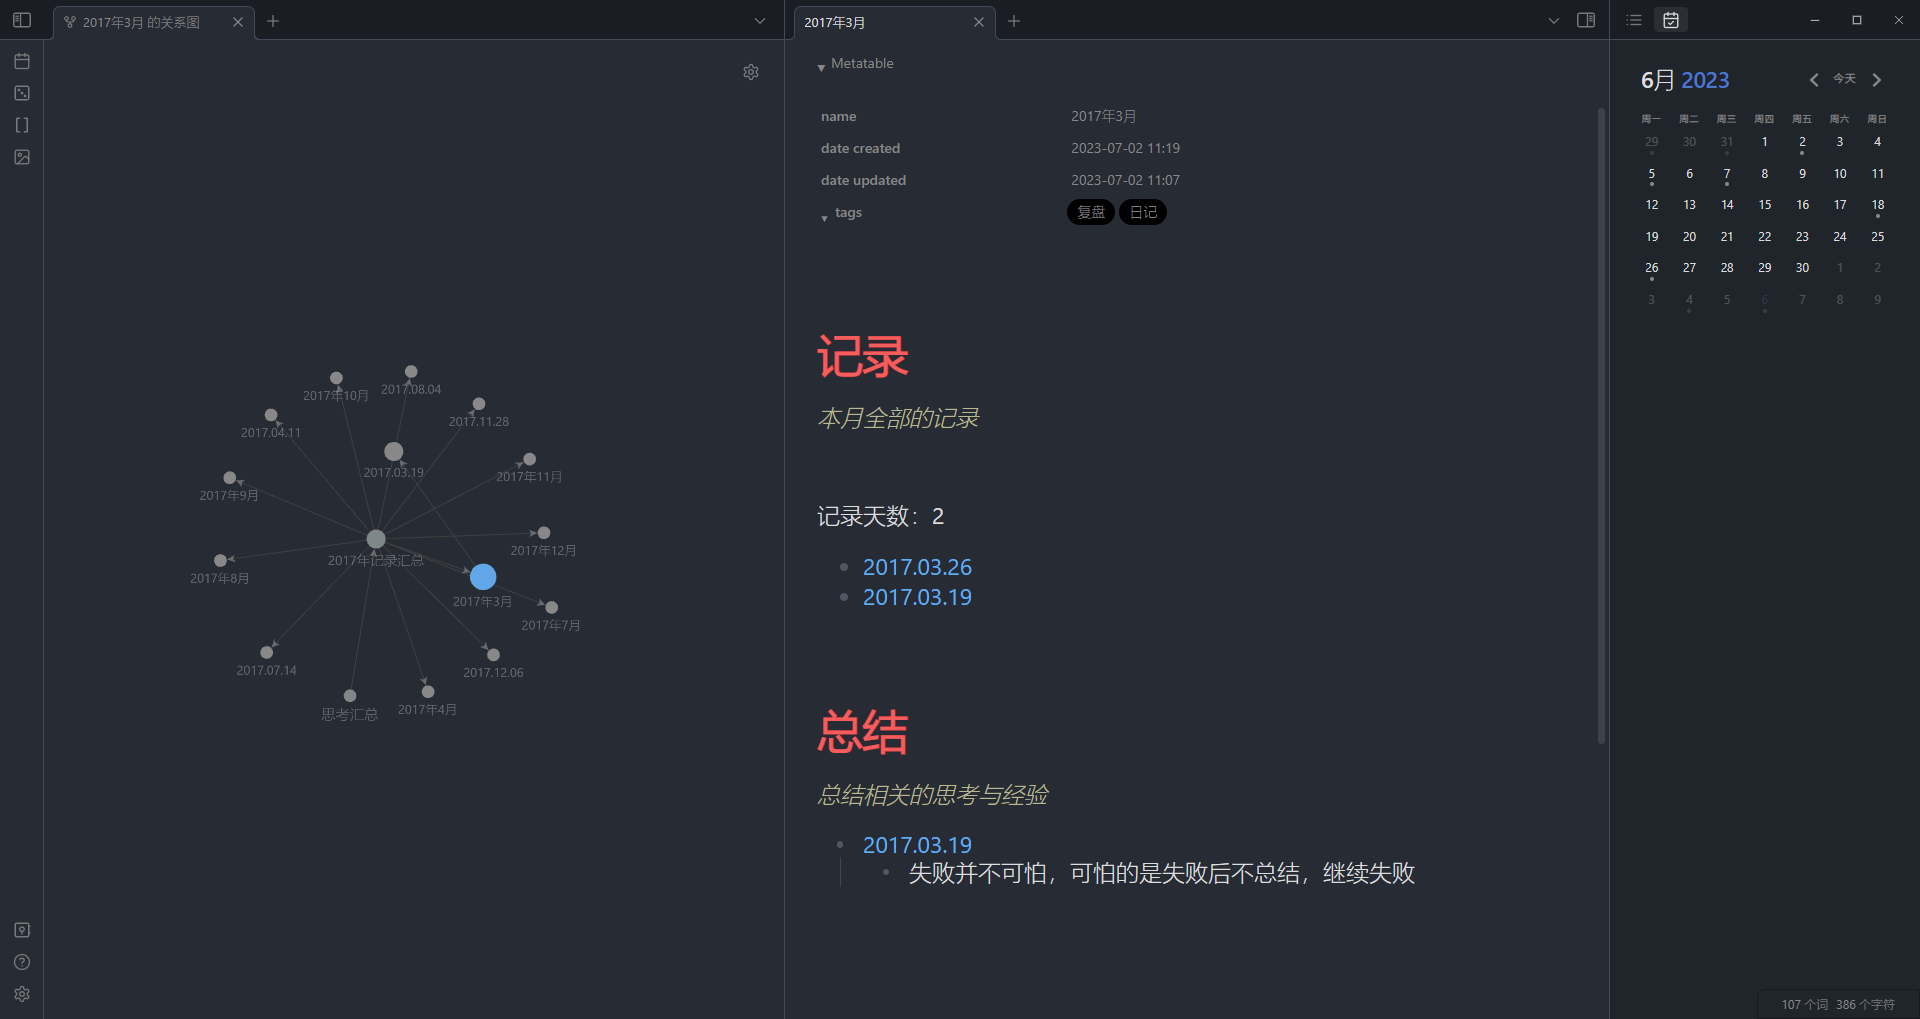 2017年3月 的关系图
2017年10月
2017.08.04
2017.11.28
2017.04.11
2017.03.19
2017年11月
2017年9月
2017年12月
2017年记录汇总
2017年8月
2017年3月
2017年7月
2017.07.14
2017.12.06
思考汇总
2017年4月
2017年3月
Metatable
name 2017年3月
date created 2023-07-02 11:19
date updated 2023-07-02 11:07
tags 复盘 日记
记录
本月全部的记录
记录天数：2
2017.03.26
2017.03.19
总结
总结相关的思考与经验
2017.03.19
失败并不可怕，可怕的是失败后不总结，继续失败
6月 2023 今天
周一 周二 周三 周四 周五 周六 周日
29 30 31 1 2 3 4
5 6 7 8 9 10 11
12 13 14 15 16 17 18
19 20 21 22 23 24 25
26 27 28 29 30 1 2
3 4 5 6 7 8 9
107 个词 386 个字符